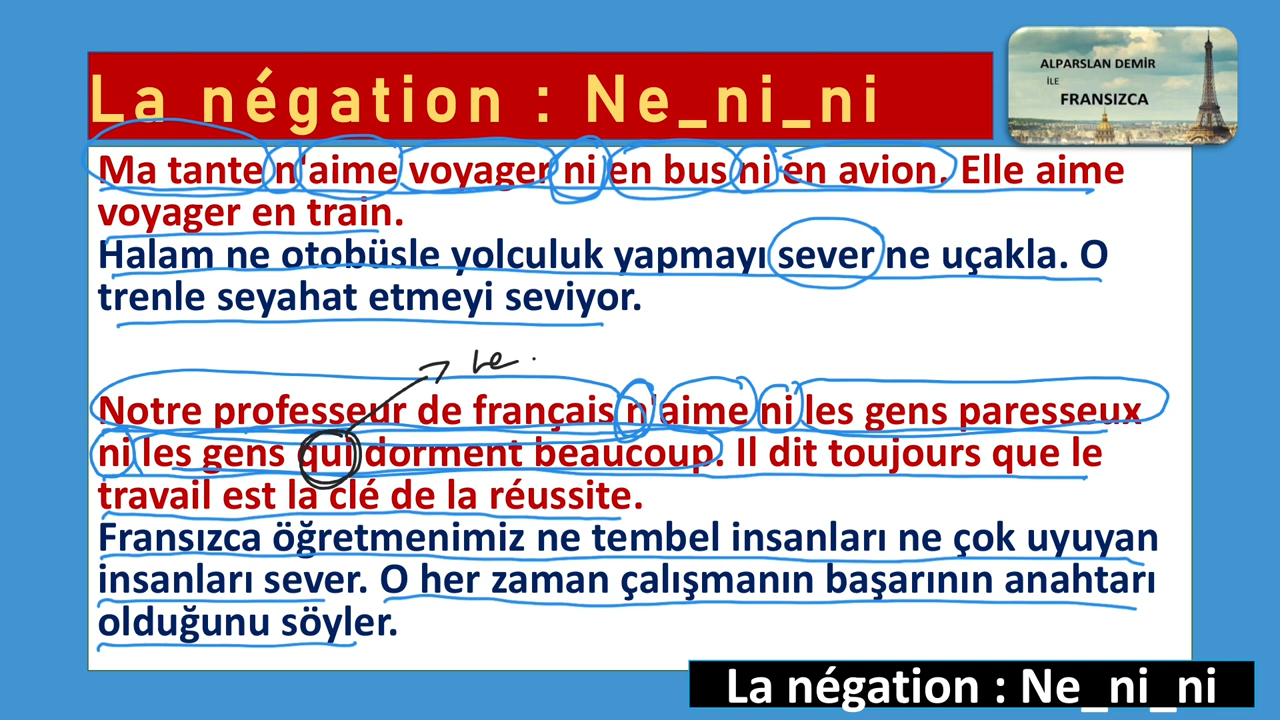 La négation : Ne_ni_ni
ALPARSLAN DEMİR
İLE
FRANSIZCA
Ma tante n'aime voyager ni en bus ni en avion. Elle aime
voyager en train.
Halam ne otobüsle yolculuk yapmayı sever ne uçakla. O
trenle seyahat etmeyi seviyor.
Notre professeur de français n'aime ni les gens paresseux
ni les gens qui dorment beaucoup. Il dit toujours que le
travail est la clé de la réussite.
Fransızca öğretmenimiz ne tembel insanları ne çok uyuyan
insanları sever. O her zaman çalışmanın başarının anahtarı
olduğunu söyler.
La négation : Ne_ni_ni